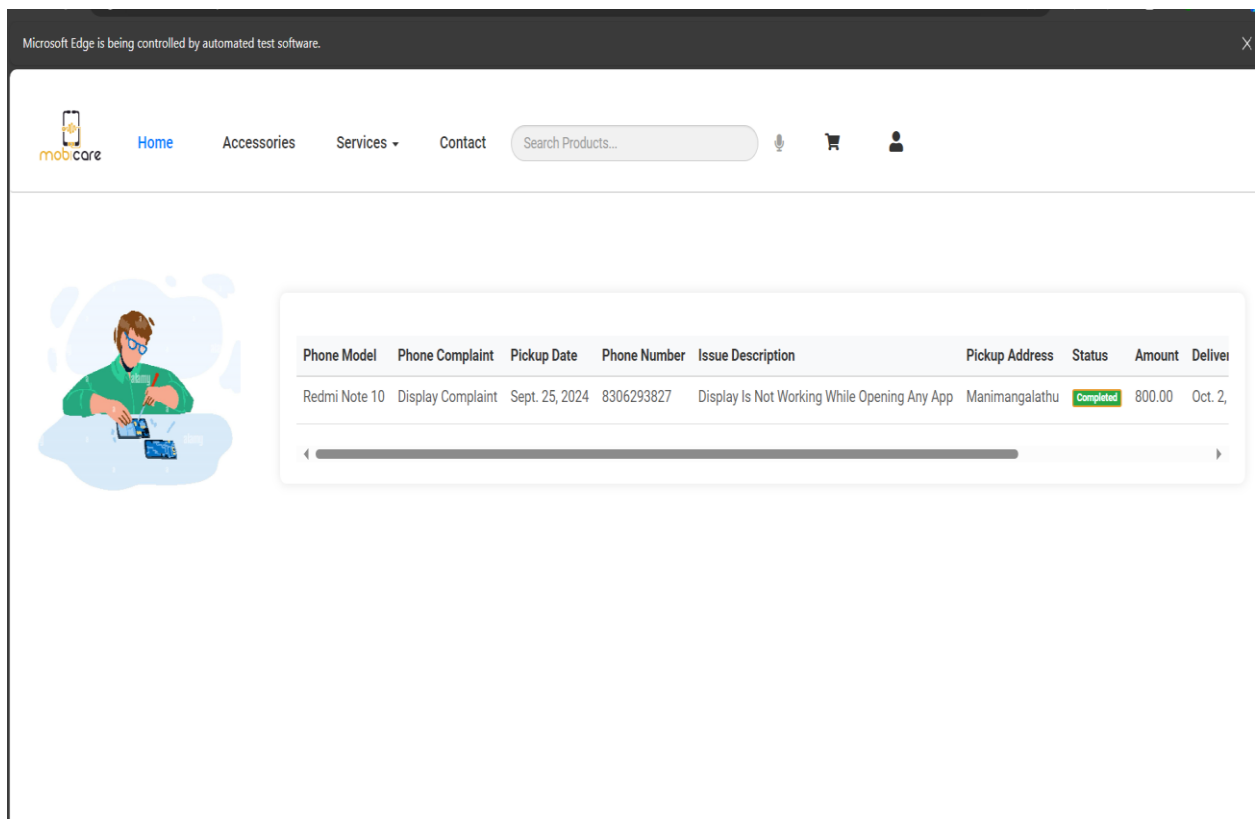 Microsoft Edge is being controlled by automated test software.
mobicare
Home Accessories Services Contact Search Products...
Phone Model Phone Complaint Pickup Date Phone Number Issue Description Pickup Address Status Amount Deliver
Redmi Note 10 Display Complaint Sept. 25, 2024 8306293827 Display Is Not Working While Opening Any App Manimangalathu Completed 800.00 Oct. 2,